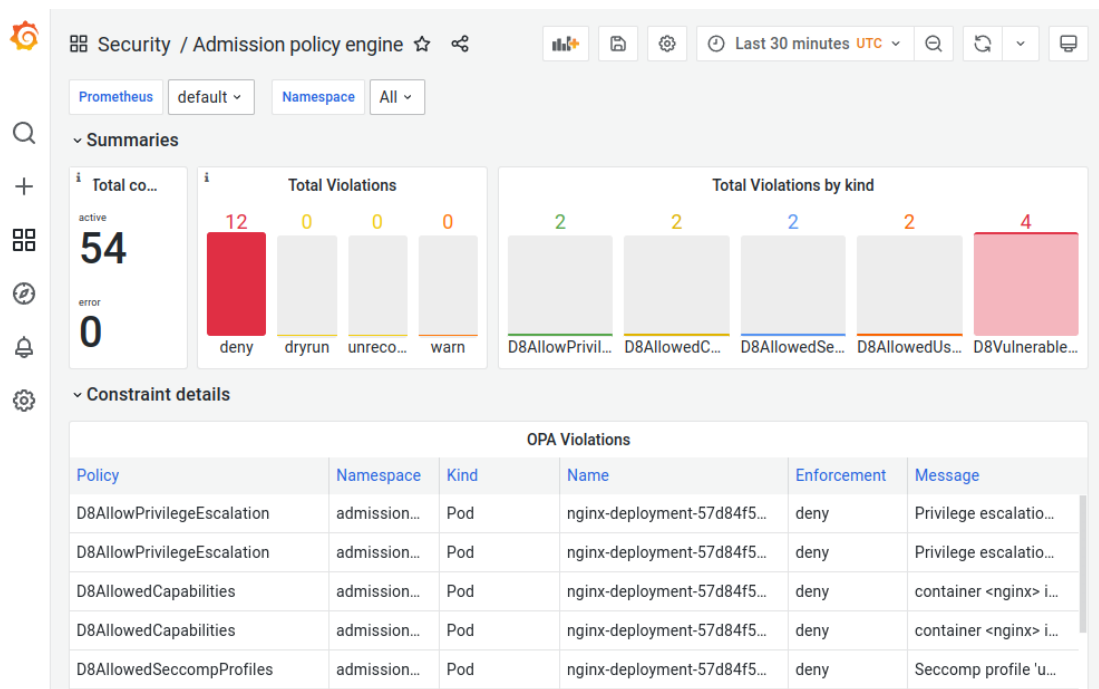 Security / Admission policy engine
Last 30 minutes UTC
Prometheus default Namespace All
Summaries
i Total co...
i Total Violations
Total Violations by kind
active
54
error
0
12 0 0 0
deny dryrun unreco... warn
2 2 2 2 4
D8AllowPrivil... D8AllowedC... D8AllowedSe... D8AllowedUs... D8Vulnerable...
Constraint details
OPA Violations
Policy Namespace Kind Name Enforcement Message
D8AllowPrivilegeEscalation admission... Pod nginx-deployment-57d84f5... deny Privilege escalatio...
D8AllowPrivilegeEscalation admission... Pod nginx-deployment-57d84f5... deny Privilege escalatio...
D8AllowedCapabilities admission... Pod nginx-deployment-57d84f5... deny container <nginx> i...
D8AllowedCapabilities admission... Pod nginx-deployment-57d84f5... deny container <nginx> i...
D8AllowedSeccompProfiles admission... Pod nginx-deployment-57d84f5... deny Seccomp profile 'u...